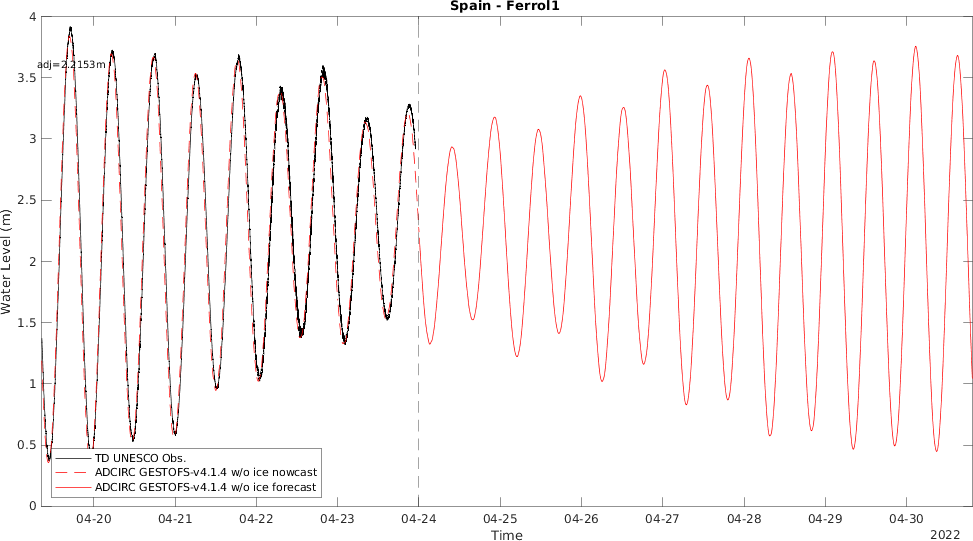 Spain - Ferrol1
adj=2.2153m
Water Level (m)
4
3.5
3
2.5
2
1.5
1
0.5
0
TD UNESCO Obs.
ADCIRC GESTOFS-v4.1.4 w/o ice nowcast
ADCIRC GESTOFS-v4.1.4 w/o ice forecast
04-20 04-21 04-22 04-23 04-24 04-25 04-26 04-27 04-28 04-29 04-30
Time
2022